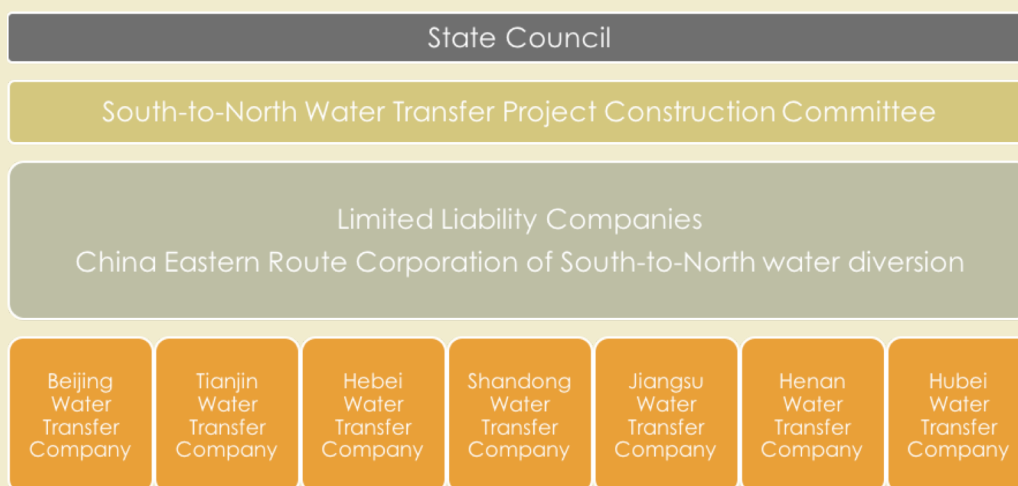 State Council
South-to-North Water Transfer Project Construction Committee
Limited Liability Companies
China Eastern Route Corporation of South-to-North water diversion
Beijing
Water
Transfer
Company
Tianjin
Water
Transfer
Company
Hebei
Water
Transfer
Company
Shandong
Water
Transfer
Company
Jiangsu
Water
Transfer
Company
Henan
Water
Transfer
Company
Hubei
Water
Transfer
Company